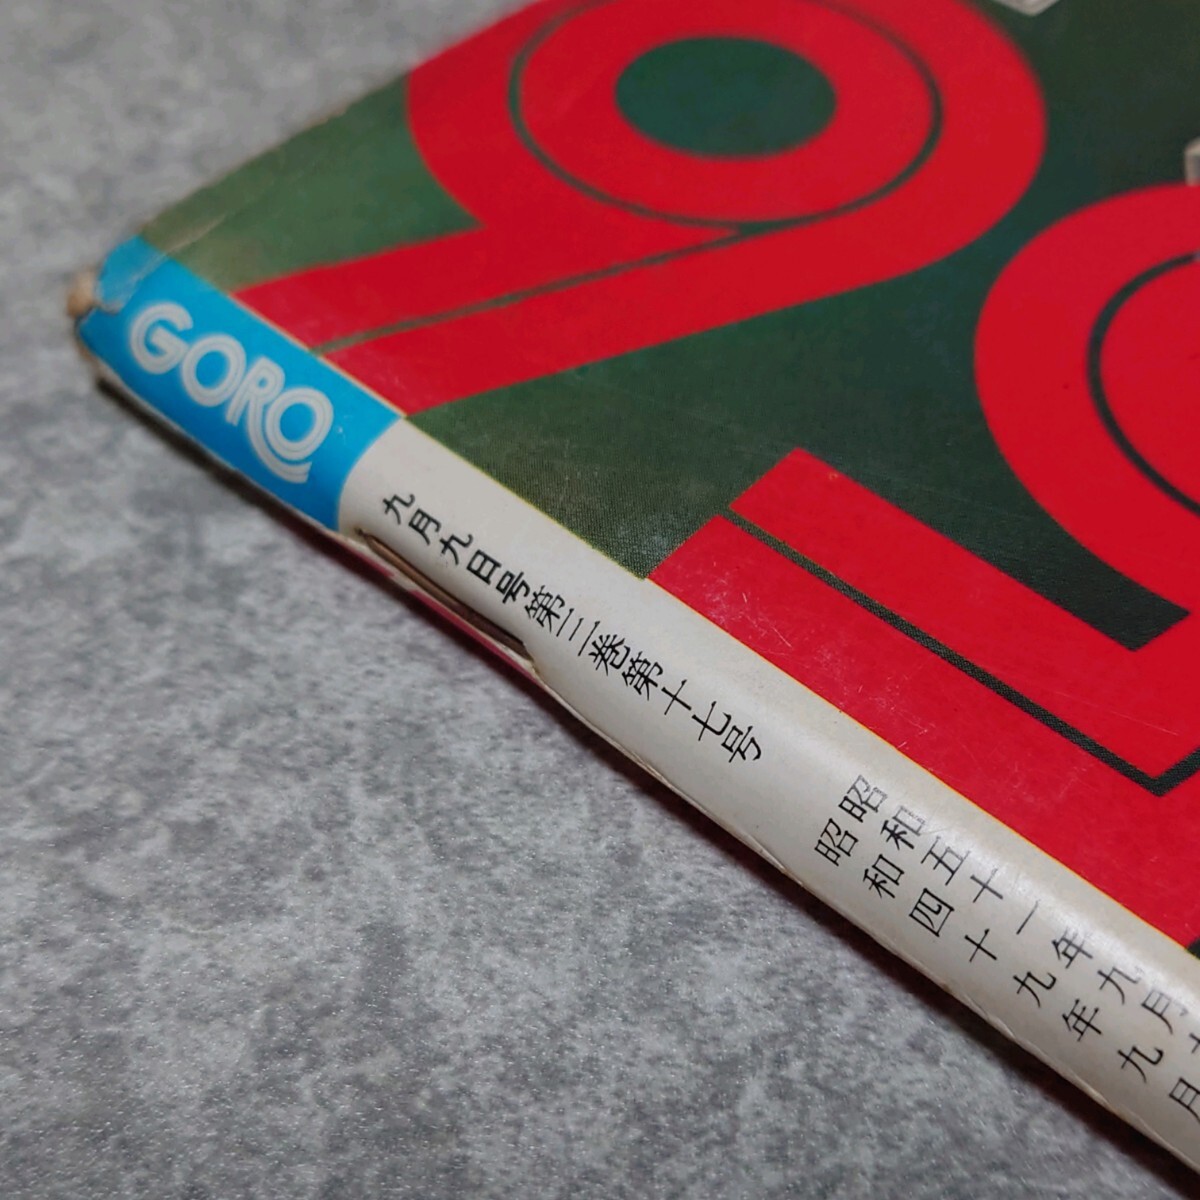 GORO
九月九日号第三巻第十七号
昭和五十一年九月
昭和四十九年九月